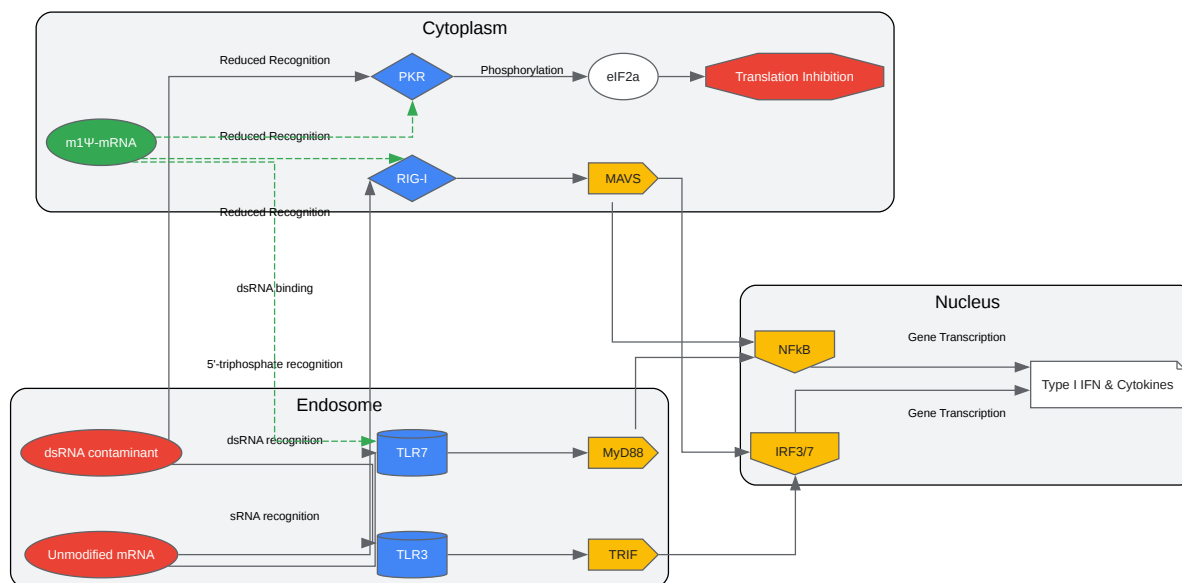 Cytoplasm
Reduced Recognition
PKR
Phosphorylation
eIF2a
Translation Inhibition
m1Ψ-mRNA
Reduced Recognition
RIG-I
MAVS
Reduced Recognition
dsRNA binding
Nucleus
NFkB
Gene Transcription
5'-triphosphate recognition
Type I IFN & Cytokines
Endosome
Gene Transcription
dsRNA recognition
dsRNA contaminant
TLR7
MyD88
IRF3/7
sRNA recognition
Unmodified mRNA
TLR3
TRIF